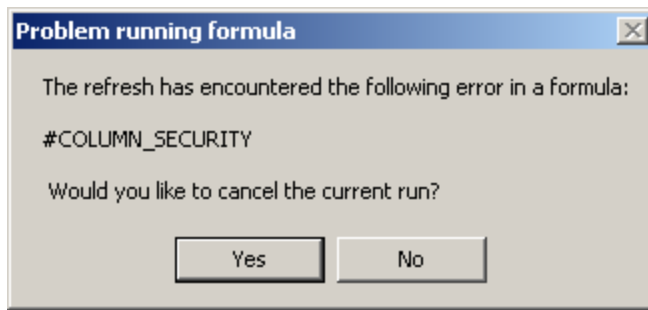 Problem running formula
The refresh has encountered the following error in a formula:
#COLUMN_SECURITY
Would you like to cancel the current run?
Yes No